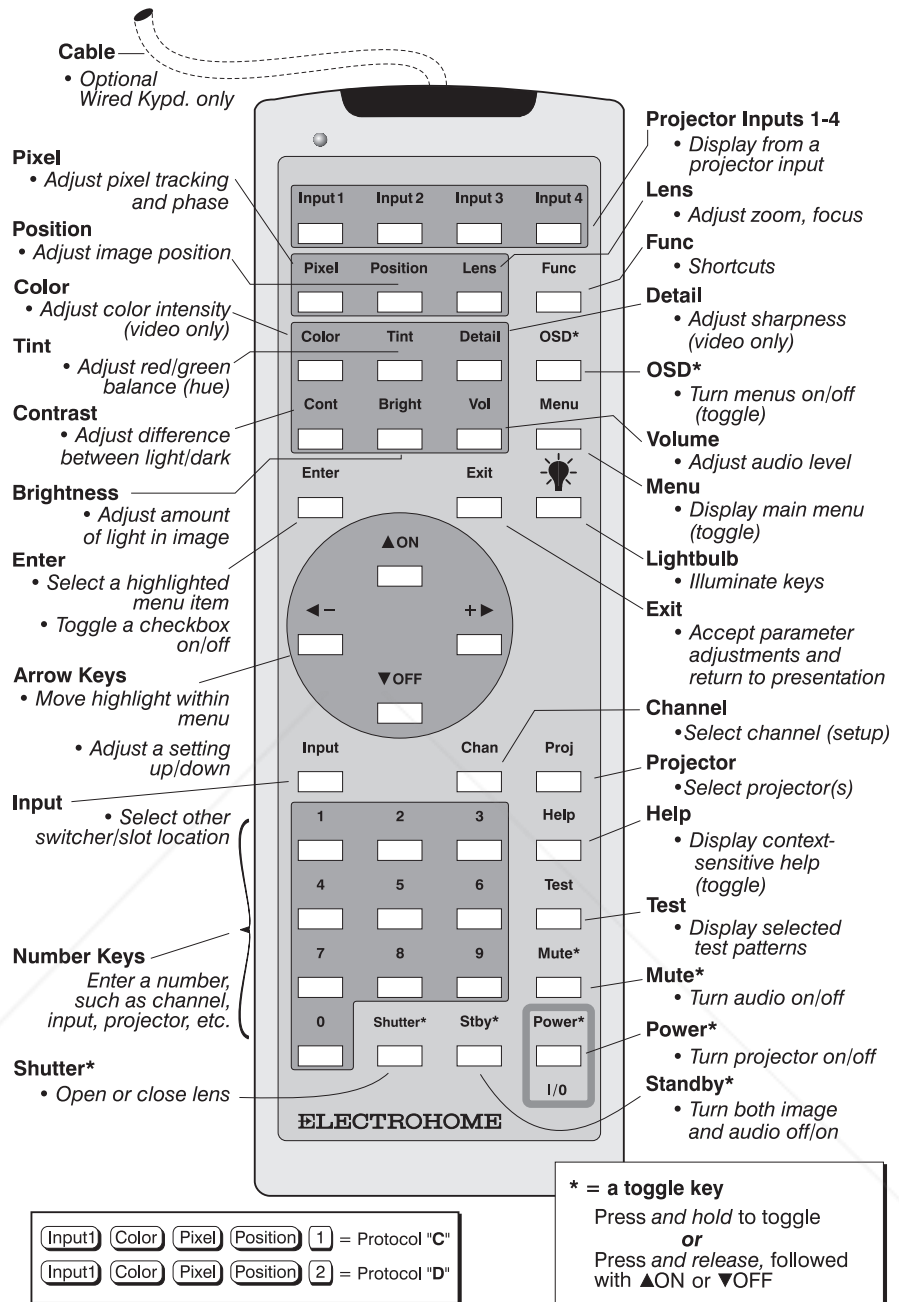 Cable
• Optional
Wired Kypd. only
Pixel
• Adjust pixel tracking
and phase
Position
• Adjust image position
Color
• Adjust color intensity
(video only)
Tint
• Adjust red/green
balance (hue)
Contrast
• Adjust difference
between light/dark
Brightness
• Adjust amount
of light in image
Enter
• Select a highlighted
menu item
• Toggle a checkbox
on/off
Arrow Keys
• Move highlight within
menu
• Adjust a setting
up/down
Input
• Select other
switcher/slot location
Number Keys
Enter a number,
such as channel,
input, projector, etc.
Shutter*
• Open or close lens
Input 1 Input 2 Input 3 Input 4
Pixel Position Lens Func
Color Tint Detail OSD*
Cont Bright Vol Menu
Enter Exit
▲ON
◀– +▶
▼OFF
Input Chan Proj
1 2 3 Help
4 5 6 Test
7 8 9 Mute*
0 Shutter* Stby* Power*
I/0
ELECTROHOME
Projector Inputs 1-4
• Display from a
projector input
Lens
• Adjust zoom, focus
Func
• Shortcuts
Detail
• Adjust sharpness
(video only)
OSD*
• Turn menus on/off
(toggle)
Volume
• Adjust audio level
Menu
• Display main menu
(toggle)
Lightbulb
• Illuminate keys
Exit
• Accept parameter
adjustments and
return to presentation
Channel
•Select channel (setup)
Projector
•Select projector(s)
Help
• Display context-
sensitive help
(toggle)
Test
• Display selected
test patterns
Mute*
• Turn audio on/off
Power*
• Turn projector on/off
Standby*
• Turn both image
and audio off/on
Input1 Color Pixel Position 1 = Protocol "C"
Input1 Color Pixel Position 2 = Protocol "D"
* = a toggle key
Press and hold to toggle
or
Press and release, followed
with ▲ON or ▼OFF